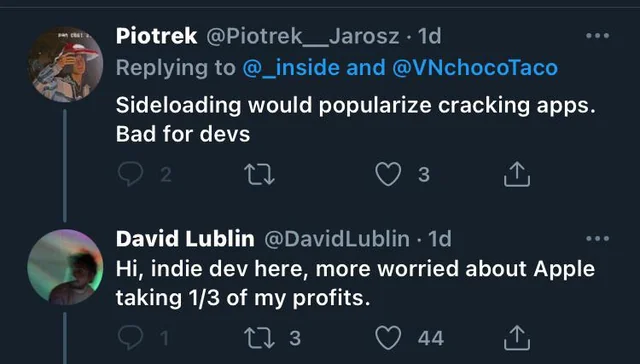 Piotrek @Piotrek__Jarosz · 1d
Replying to @_inside and @VNchocoTaco
Sideloading would popularize cracking apps.
Bad for devs
2 3
David Lublin @DavidLublin · 1d
Hi, indie dev here, more worried about Apple
taking 1/3 of my profits.
1 3 44